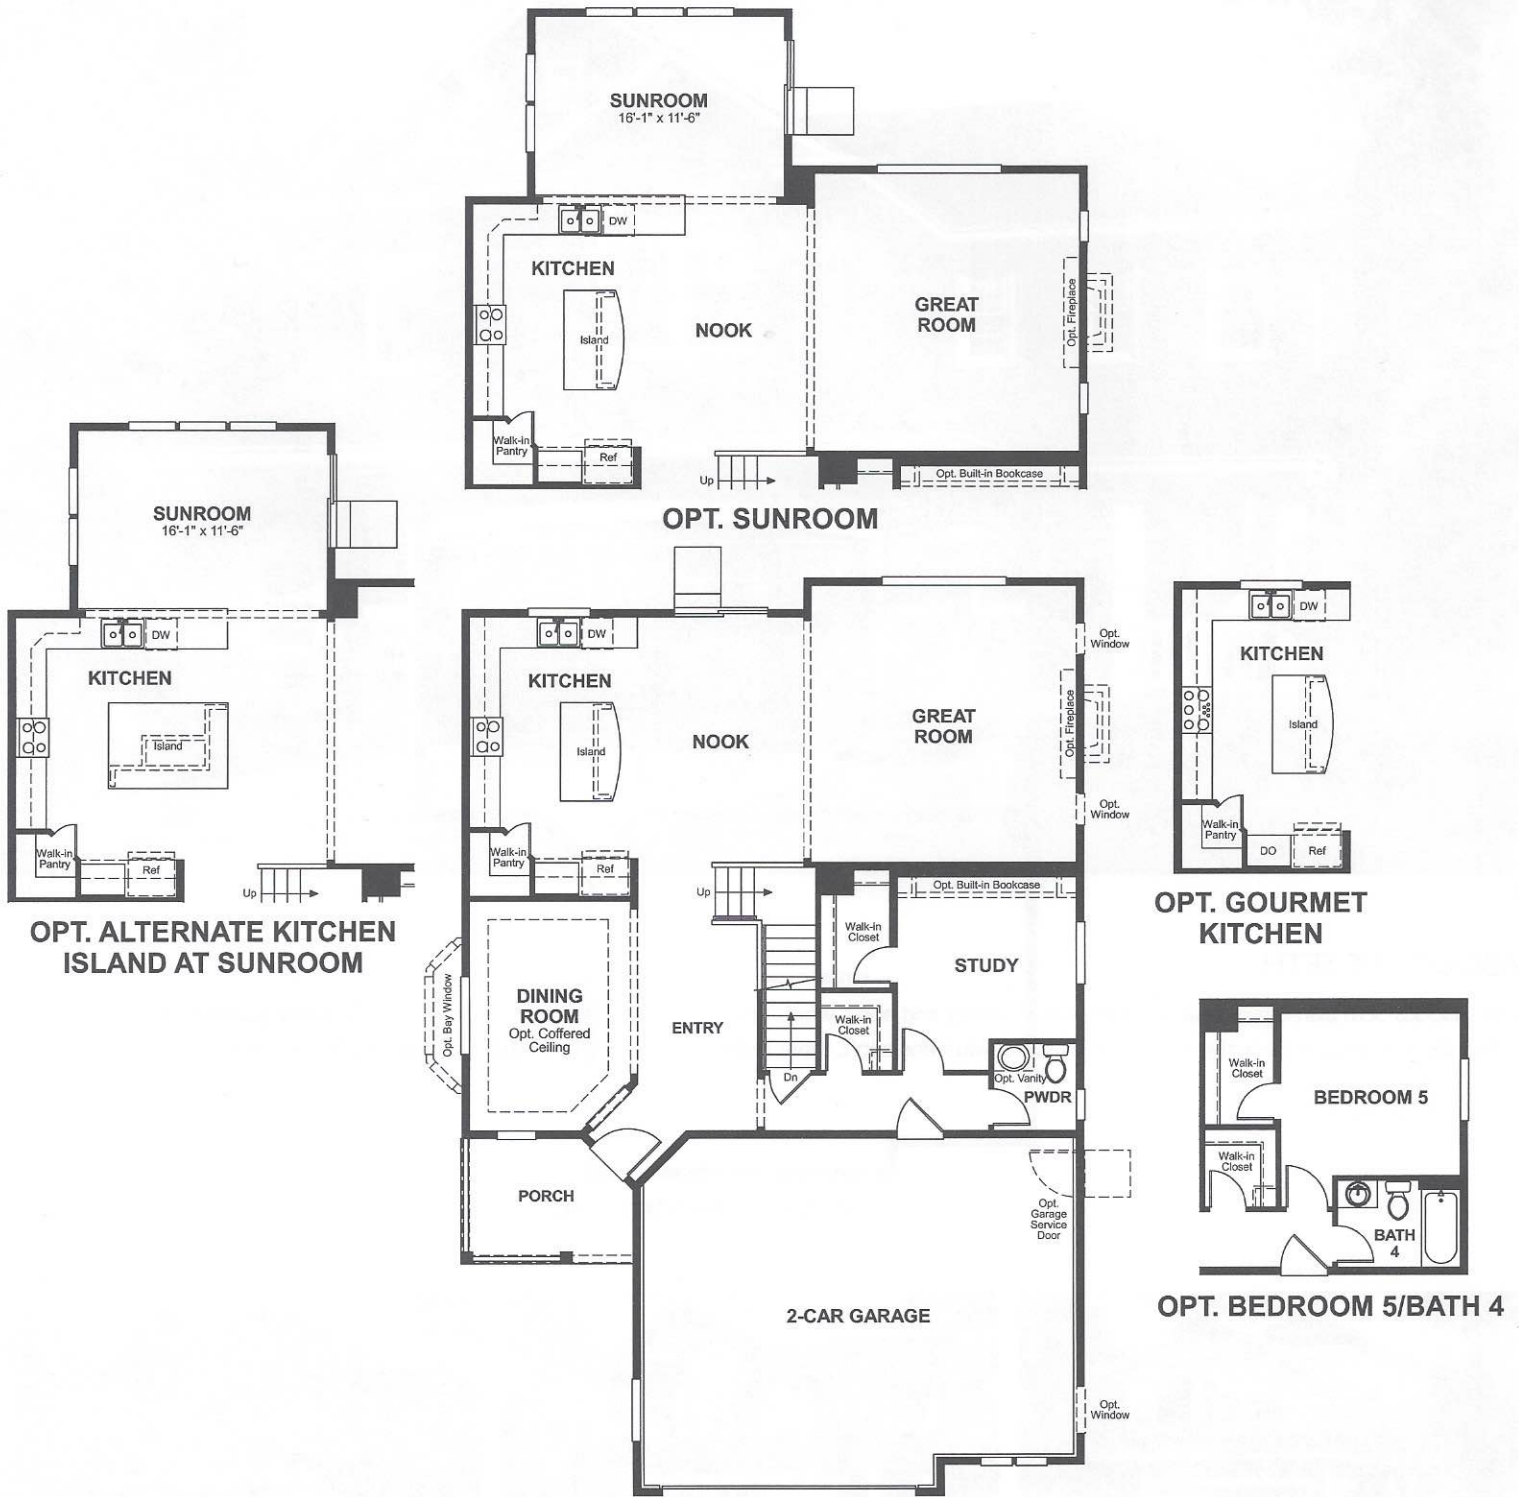 SUNROOM
16'-1" x 11'-6"
DW
KITCHEN
Island
NOOK
GREAT
ROOM
Opt. Fireplace
Walk-in
Pantry
Ref
Up
Opt. Built-in Bookcase
OPT. SUNROOM
SUNROOM
16'-1" x 11'-6"
DW
KITCHEN
Island
Walk-in
Pantry
Ref
Up
OPT. ALTERNATE KITCHEN
ISLAND AT SUNROOM
DW
KITCHEN
Island
NOOK
GREAT
ROOM
Opt.
Window
Opt. Fireplace
Opt.
Window
Walk-in
Pantry
Ref
Up
Opt. Built-in Bookcase
Walk-in
Closet
STUDY
Opt. Bay Window
DINING
ROOM
Opt. Coffered
Ceiling
ENTRY
Walk-in
Closet
Dn
Opt. Vanity
PWDR
PORCH
Opt.
Garage
Service
Door
2-CAR GARAGE
Opt.
Window
DW
KITCHEN
Island
Walk-in
Pantry
DO
Ref
OPT. GOURMET
KITCHEN
Walk-in
Closet
BEDROOM 5
Walk-in
Closet
BATH
4
OPT. BEDROOM 5/BATH 4